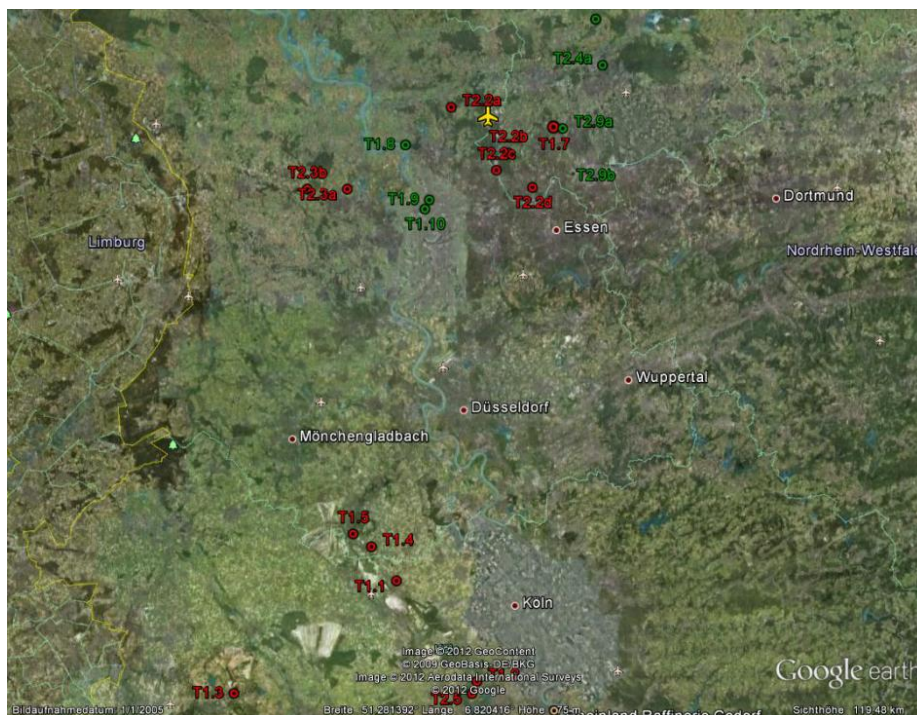 T2.4a
T2.2a
T2.9a
T2.2b
T1.7
T1.8
T2.2c
T2.3b
T2.9b
T2.3a
T2.2d
Dortmund
T1.9
T1.10
Essen
Limburg
Nordrhein-Westfal
Wuppertal
Düsseldorf
Mönchengladbach
T1.5
T1.4
T1.1
Köln
Image © 2012 GeoContent
© 2009 GeoBasis-DE/BKG
Image © 2012 Aerodata International Surveys
© 2012 Google
Google earth
T1.3
Bildaufnahmedatum: 1/1/2005
Breite 51.281392° Länge 6.820416° Höhe 75 m
Sichthöhe 119.48 km